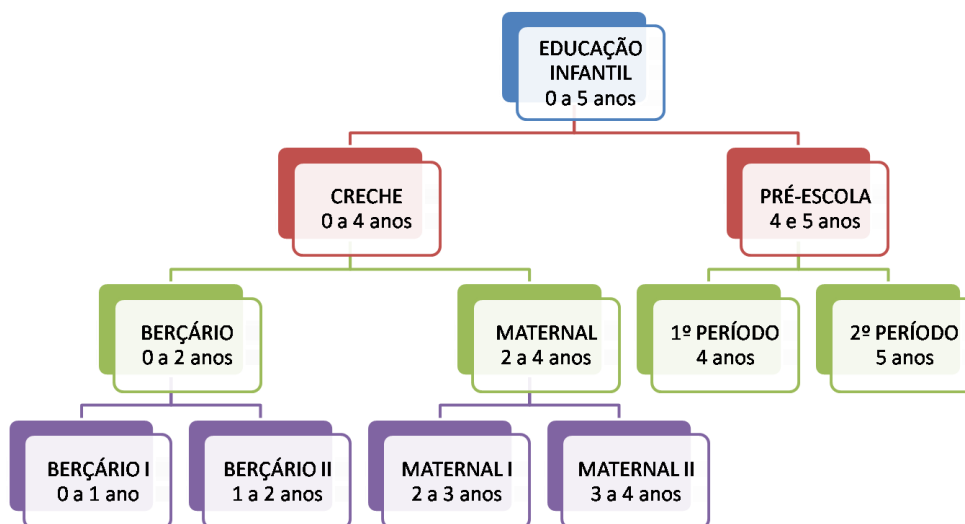 EDUCAÇÃO
INFANTIL
0 a 5 anos
CRECHE
0 a 4 anos
PRÉ-ESCOLA
4 e 5 anos
BERÇÁRIO
0 a 2 anos
MATERNAL
2 a 4 anos
1º PERÍODO
4 anos
2º PERÍODO
5 anos
BERÇÁRIO I
0 a 1 ano
BERÇÁRIO II
1 a 2 anos
MATERNAL I
2 a 3 anos
MATERNAL II
3 a 4 anos